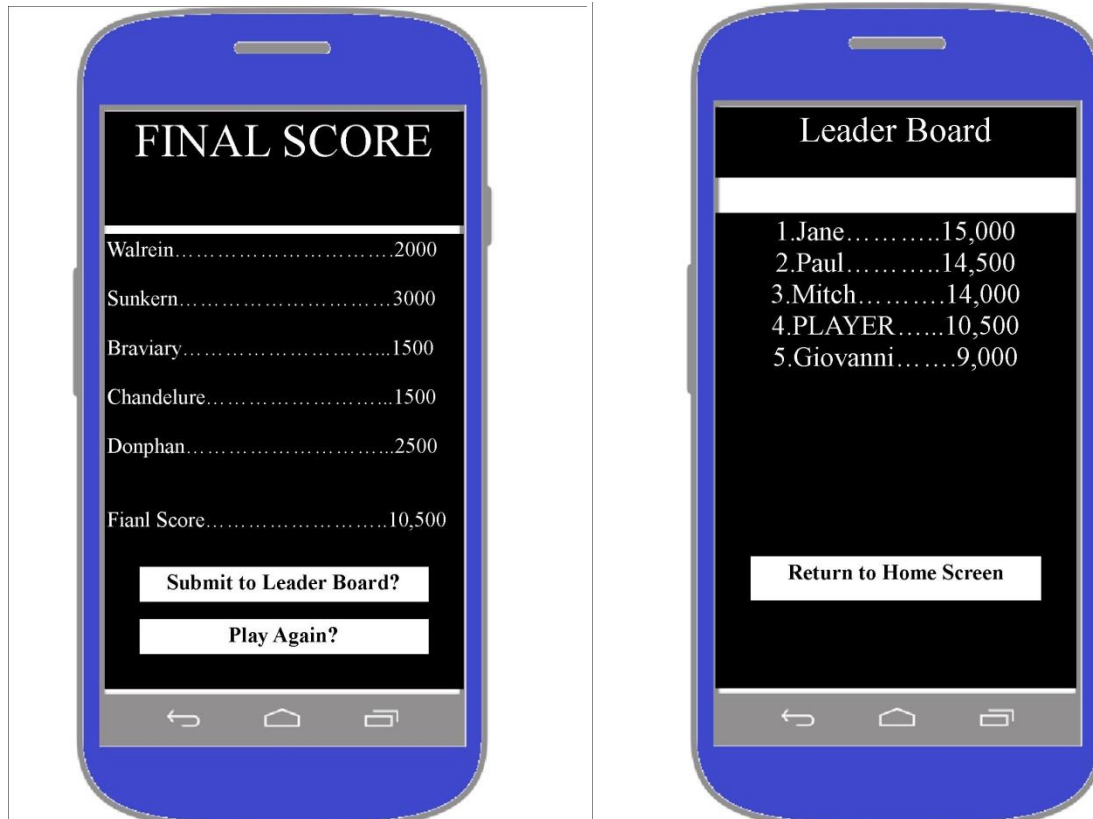 FINAL SCORE
Walrein………………………….2000
Sunkern…………………………3000
Braviary………………………..1500
Chandelure……………………...1500
Donphan………………………...2500
Fianl Score……………………..10,500
Submit to Leader Board?
Play Again?
Leader Board
1.Jane………..15,000
2.Paul………..14,500
3.Mitch……….14,000
4.PLAYER…...10,500
5.Giovanni…….9,000
Return to Home Screen